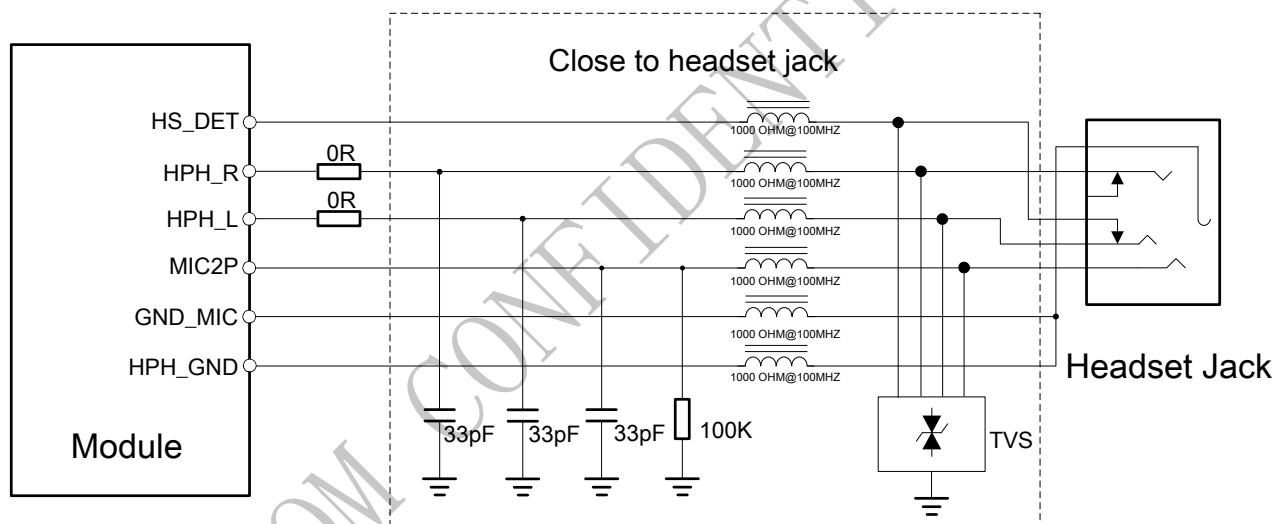 Close to headset jack
HS_DET
1000 OHM@100MHZ
0R
HPH_R
1000 OHM@100MHZ
0R
HPH_L
1000 OHM@100MHZ
MIC2P
1000 OHM@100MHZ
GND_MIC
1000 OHM@100MHZ
HPH_GND
1000 OHM@100MHZ
Headset Jack
33pF
33pF
33pF
100K
TVS
Module
CONFIDENT